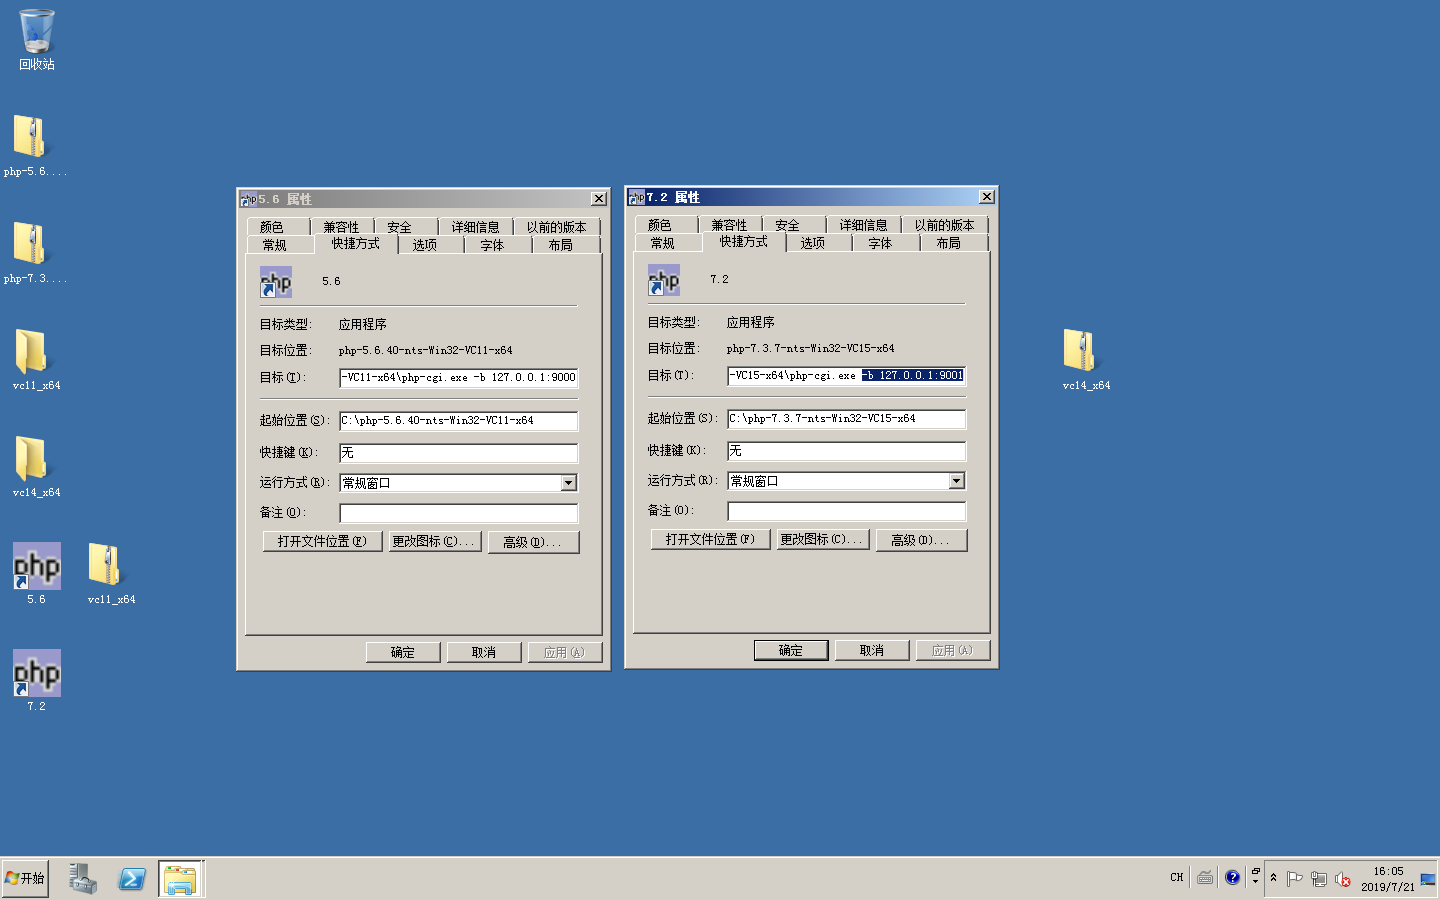 回收站
php-5.6....
php-7.3....
vc11_x64
vc14_x64
5.6
vc11_x64
7.2
vc14_x64
php 5.6 属性
颜色 兼容性 安全 详细信息 以前的版本
常规 快捷方式 选项 字体 布局
php 5.6
目标类型: 应用程序
目标位置: php-5.6.40-nts-Win32-VC11-x64
目标(T): -VC11-x64\php-cgi.exe -b 127.0.0.1:9000
起始位置(S): C:\php-5.6.40-nts-Win32-VC11-x64
快捷键(K): 无
运行方式(R): 常规窗口
备注(O):
打开文件位置(F) 更改图标(C)... 高级(D)...
确定 取消 应用(A)
php 7.2 属性
颜色 兼容性 安全 详细信息 以前的版本
常规 快捷方式 选项 字体 布局
php 7.2
目标类型: 应用程序
目标位置: php-7.3.7-nts-Win32-VC15-x64
目标(T): -VC15-x64\php-cgi.exe -b 127.0.0.1:9001
起始位置(S): C:\php-7.3.7-nts-Win32-VC15-x64
快捷键(K): 无
运行方式(R): 常规窗口
备注(O):
打开文件位置(F) 更改图标(C)... 高级(D)...
确定 取消 应用(A)
php
php
开始
CH
16:05
2019/7/21